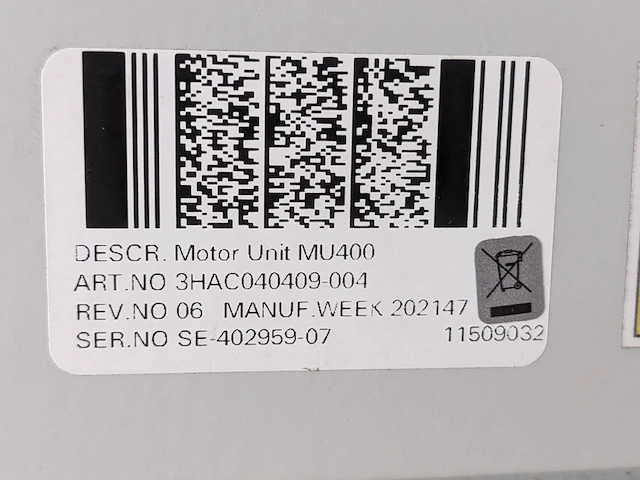 DESCR. Motor Unit MU400
ART.NO 3HAC040409-004
REV.NO 06 MANUF.WEEK 202147
SER.NO SE-402959-07 11509032